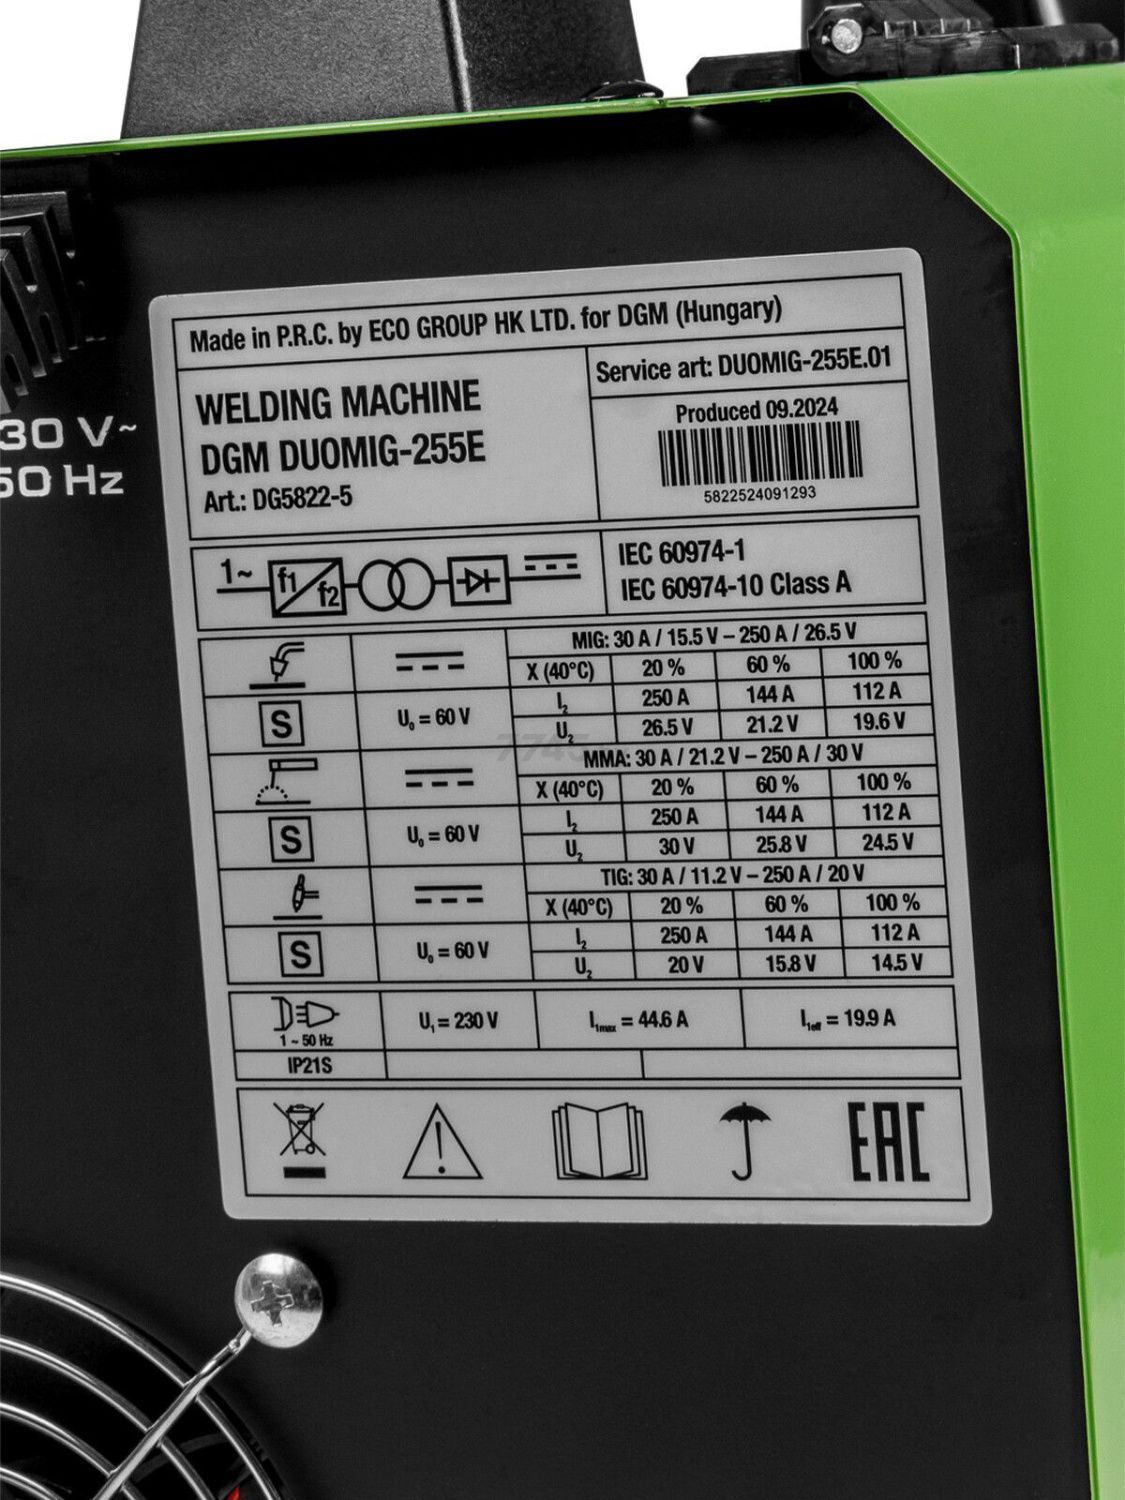 30 V~
50 Hz
Made in P.R.C. by ECO GROUP HK LTD. for DGM (Hungary)
WELDING MACHINE
DGM DUOMIG-255E
Art.: DG5822-5
Service art: DUOMIG-255E.01
Produced 09.2024
5822524091293
1~ f1 f2
IEC 60974-1
IEC 60974-10 Class A
MIG: 30 A / 15.5 V – 250 A / 26.5 V
X (40°C) 20 % 60 % 100 %
S U0 = 60 V
I2 250 A 144 A 112 A
U2 26.5 V 21.2 V 19.6 V
7745
MMA: 30 A / 21.2 V – 250 A / 30 V
X (40°C) 20 % 60 % 100 %
S U0 = 60 V
I2 250 A 144 A 112 A
U2 30 V 25.8 V 24.5 V
TIG: 30 A / 11.2 V – 250 A / 20 V
X (40°C) 20 % 60 % 100 %
S U0 = 60 V
I2 250 A 144 A 112 A
U2 20 V 15.8 V 14.5 V
1 ~ 50 Hz U1 = 230 V I1max = 44.6 A I1eff = 19.9 A
IP21S
EAC